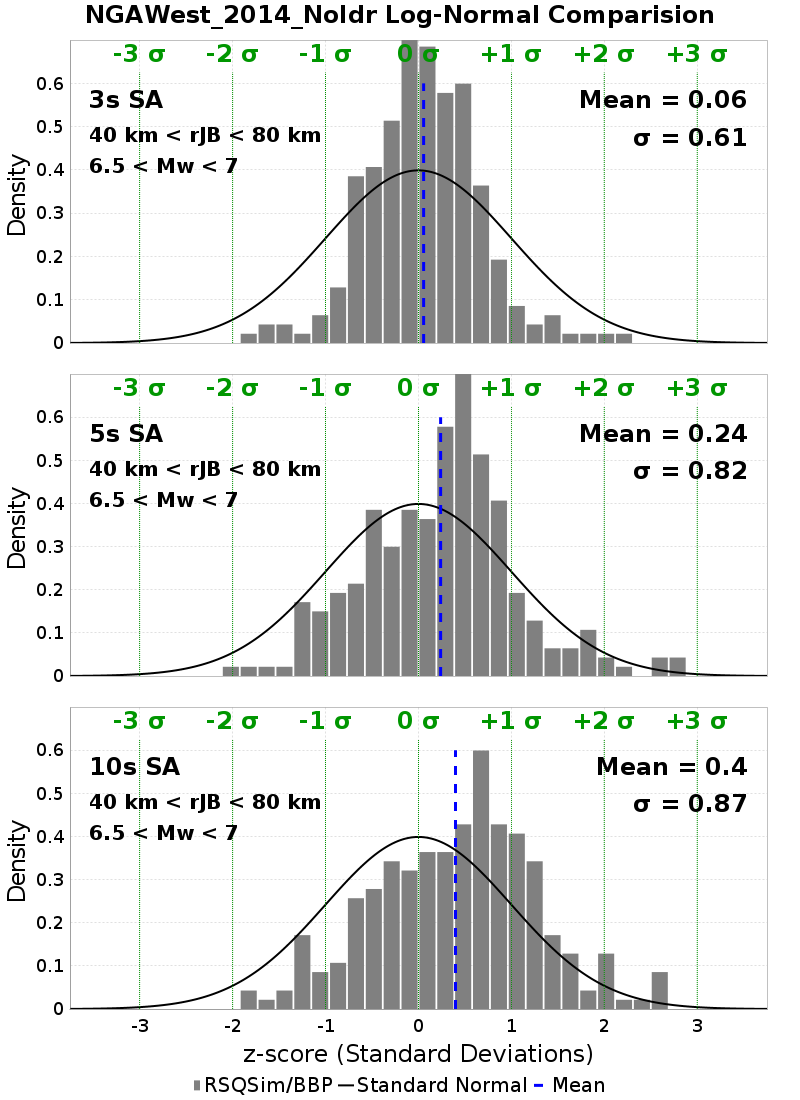 NGAWest_2014_NoIdr Log-Normal Comparision
-3 σ -2 σ -1 σ 0 σ +1 σ +2 σ +3 σ
3s SA
40 km < rJB < 80 km
6.5 < Mw < 7
Mean = 0.06
σ = 0.61
Density
0.6
0.5
0.4
0.3
0.2
0.1
0
-3 σ -2 σ -1 σ 0 σ +1 σ +2 σ +3 σ
5s SA
40 km < rJB < 80 km
6.5 < Mw < 7
Mean = 0.24
σ = 0.82
Density
0.6
0.5
0.4
0.3
0.2
0.1
0
-3 σ -2 σ -1 σ 0 σ +1 σ +2 σ +3 σ
10s SA
40 km < rJB < 80 km
6.5 < Mw < 7
Mean = 0.4
σ = 0.87
Density
0.6
0.5
0.4
0.3
0.2
0.1
0
-3 -2 -1 0 1 2 3
z-score (Standard Deviations)
RSQSim/BBP Standard Normal Mean